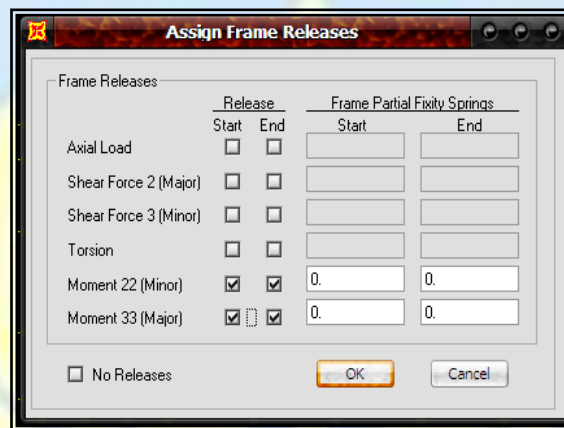 Assign Frame Releases
Frame Releases
Release Frame Partial Fixity Springs
Start End Start End
Axial Load
Shear Force 2 (Major)
Shear Force 3 (Minor)
Torsion
Moment 22 (Minor) 0. 0.
Moment 33 (Major) 0. 0.
No Releases OK Cancel